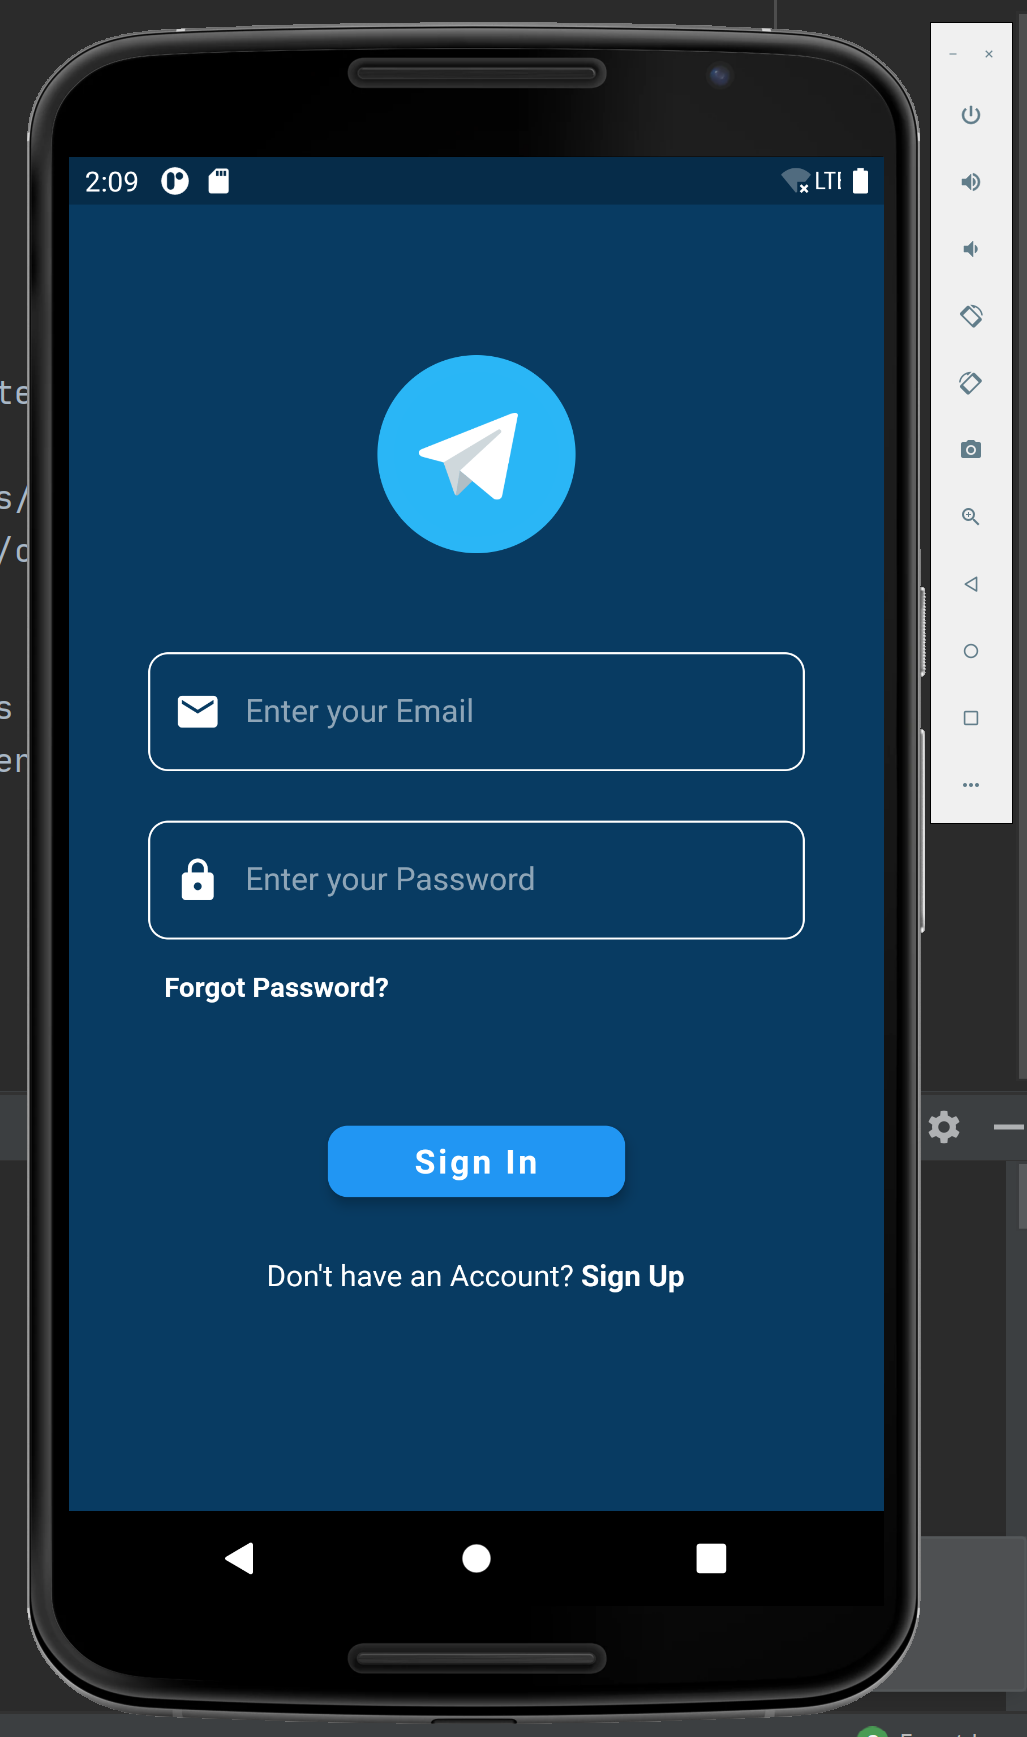 2:09 LTE
te
s/
/c
Enter your Email
s
er
Enter your Password
Forgot Password?
Sign In
Don't have an Account? Sign Up